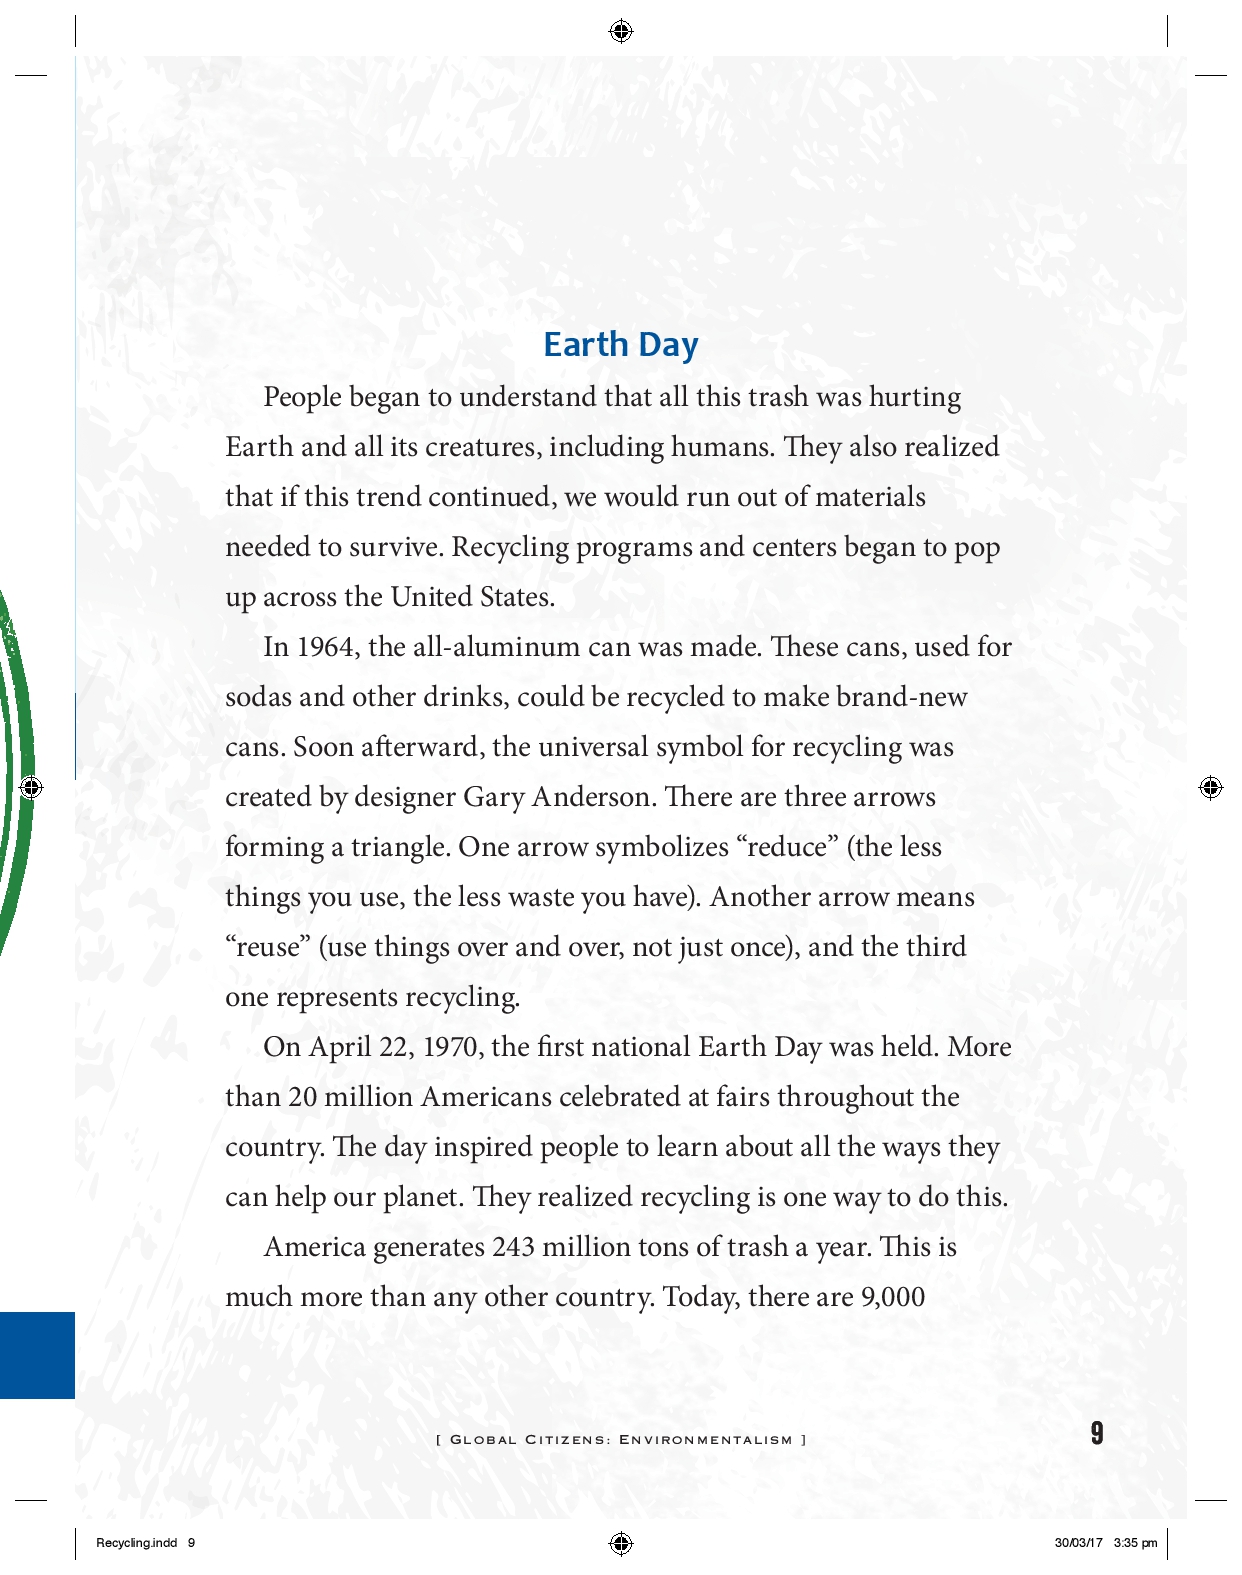 Earth Day
People began to understand that all this trash was hurting
Earth and all its creatures, including humans. They also realized
that if this trend continued, we would run out of materials
needed to survive. Recycling programs and centers began to pop
up across the United States.
In 1964, the all-aluminum can was made. These cans, used for
sodas and other drinks, could be recycled to make brand-new
cans. Soon afterward, the universal symbol for recycling was
created by designer Gary Anderson. There are three arrows
forming a triangle. One arrow symbolizes “reduce” (the less
things you use, the less waste you have). Another arrow means
“reuse” (use things over and over, not just once), and the third
one represents recycling.
On April 22, 1970, the first national Earth Day was held. More
than 20 million Americans celebrated at fairs throughout the
country. The day inspired people to learn about all the ways they
can help our planet. They realized recycling is one way to do this.
America generates 243 million tons of trash a year. This is
much more than any other country. Today, there are 9,000
[ Global Citizens: Environmentalism ] 9
Recycling.indd 9 30/03/17 3:35 pm